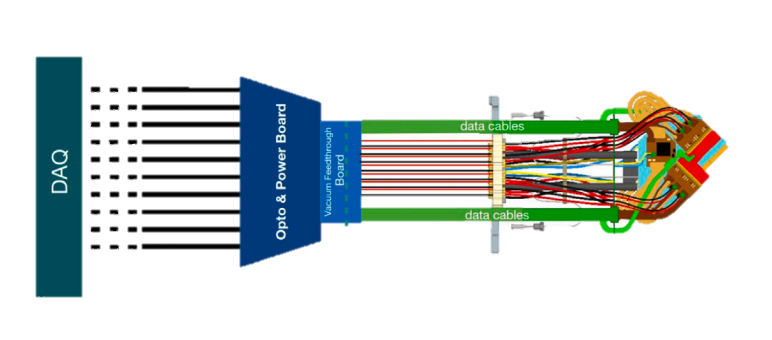 DAQ
Opto & Power Board
Vacuum Feedthrough
Board
data cables
data cables